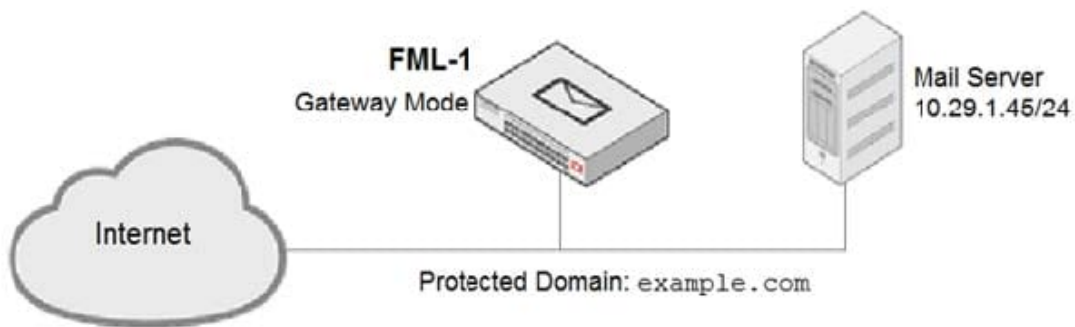 FML-1
Gateway Mode
Mail Server
10.29.1.45/24
Internet
Protected Domain: example.com